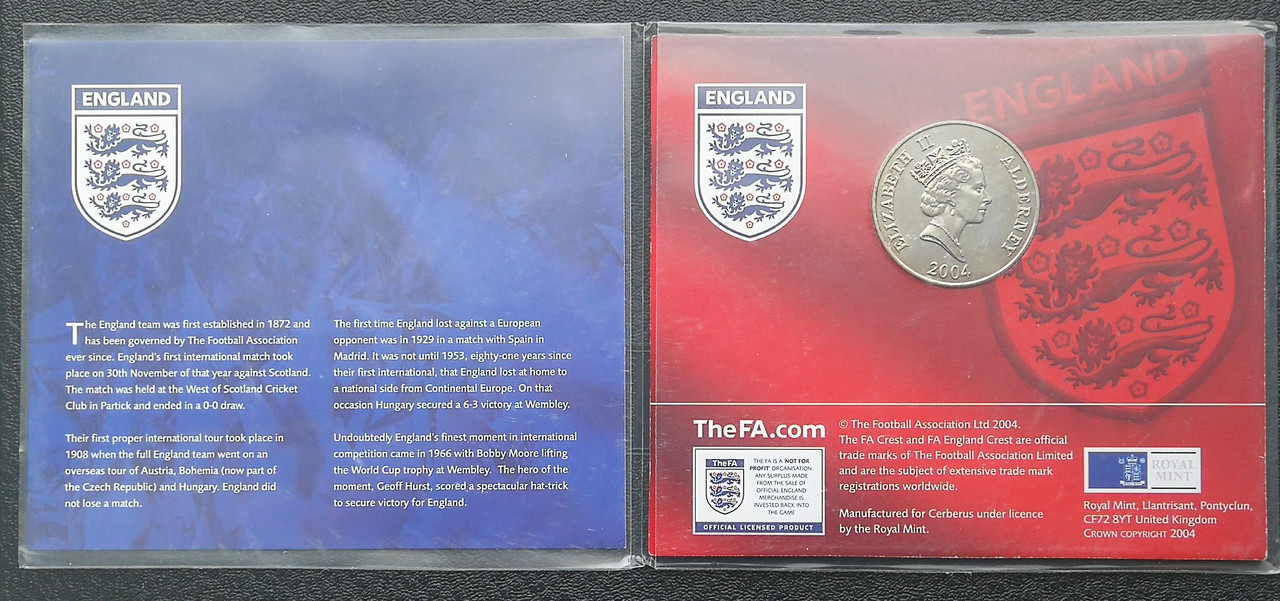 ENGLAND
The England team was first established in 1872 and
has been governed by The Football Association
ever since. England's first international match took
place on 30th November of that year against Scotland.
The match was held at the West of Scotland Cricket
Club in Partick and ended in a 0-0 draw.
Their first proper international tour took place in
1908 when the full England team went on an
overseas tour of Austria, Bohemia (now part of
the Czech Republic) and Hungary. England did
not lose a match.
The first time England lost against a European
opponent was in 1929 in a match with Spain in
Madrid. It was not until 1953, eighty-one years since
their first international, that England lost at home to
a national side from Continental Europe. On that
occasion Hungary secured a 6-3 victory at Wembley.
Undoubtedly England's finest moment in international
competition came in 1966 with Bobby Moore lifting
the World Cup trophy at Wembley. The hero of the
moment, Geoff Hurst, scored a spectacular hat-trick
to secure victory for England.
ENGLAND
ENGLAND
ELIZABETH II ALDERNEY
2004
TheFA.com
TheFA
THE FA IS A 'NOT FOR
PROFIT' ORGANISATION.
ANY SURPLUS MADE
FROM THE SALE OF
OFFICIAL ENGLAND
MERCHANDISE IS
INVESTED BACK INTO
THE GAME
OFFICIAL LICENSED PRODUCT
© The Football Association Ltd 2004.
The FA Crest and FA England Crest are official
trade marks of The Football Association Limited
and are the subject of extensive trade mark
registrations worldwide.
Manufactured for Cerberus under licence
by the Royal Mint.
ROYAL
MINT
Royal Mint, Llantrisant, Pontyclun,
CF72 8YT United Kingdom
CROWN COPYRIGHT 2004